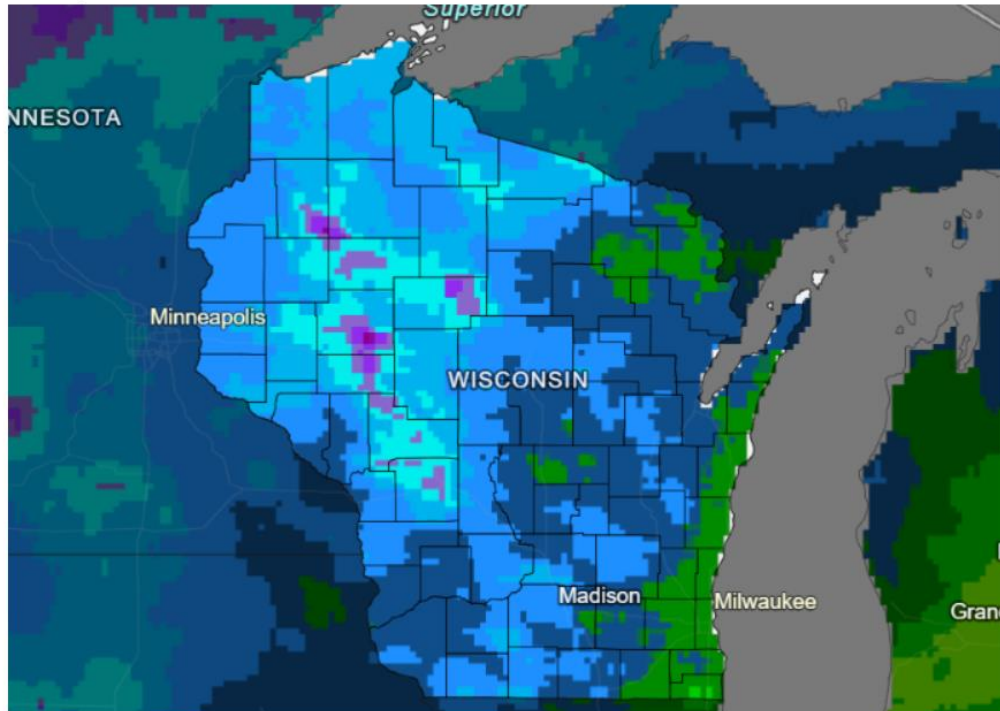 Superior
NNESOTA
Minneapolis
WISCONSIN
Madison
Milwaukee
Gran